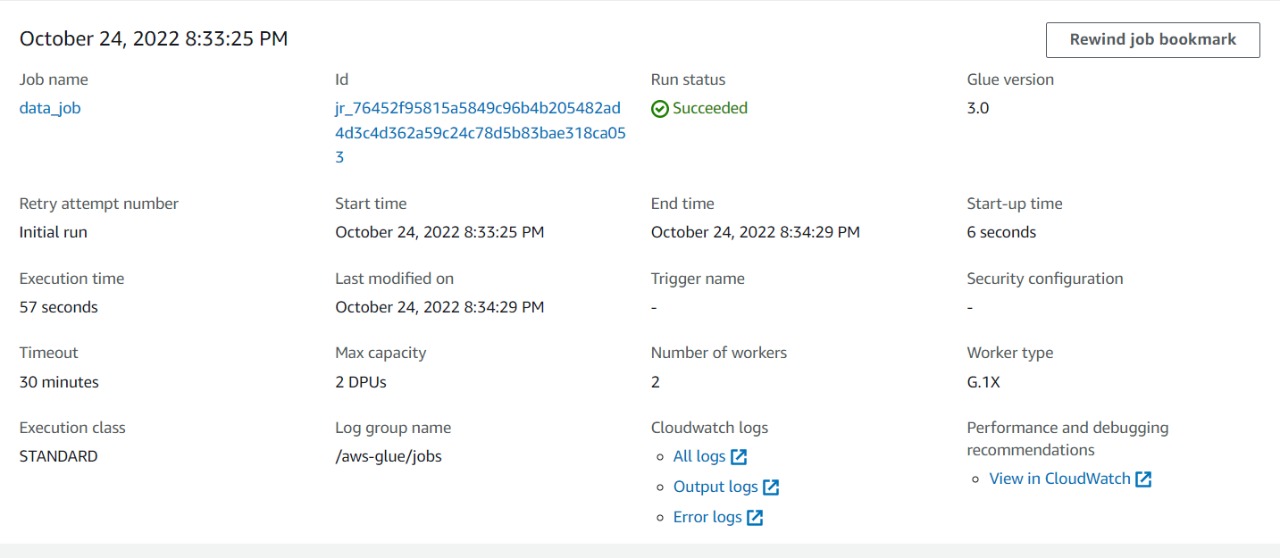 October 24, 2022 8:33:25 PM
Rewind job bookmark
Job name
data_job
Id
jr_76452f95815a5849c96b4b205482ad
4d3c4d362a59c24c78d5b83bae318ca05
3
Run status
Succeeded
Glue version
3.0
Retry attempt number
Initial run
Start time
October 24, 2022 8:33:25 PM
End time
October 24, 2022 8:34:29 PM
Start-up time
6 seconds
Execution time
57 seconds
Last modified on
October 24, 2022 8:34:29 PM
Trigger name
-
Security configuration
-
Timeout
30 minutes
Max capacity
2 DPUs
Number of workers
2
Worker type
G.1X
Execution class
STANDARD
Log group name
/aws-glue/jobs
Cloudwatch logs
All logs
Output logs
Error logs
Performance and debugging
recommendations
View in CloudWatch